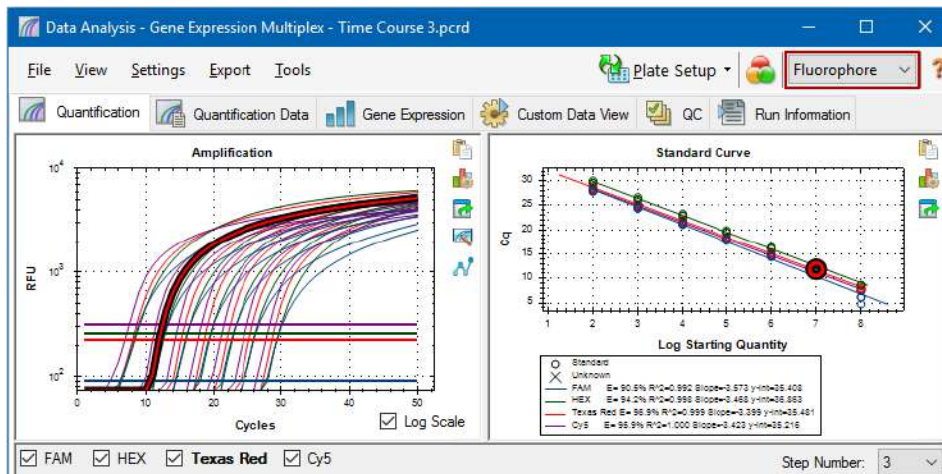 Data Analysis - Gene Expression Multiplex - Time Course 3.pcrd
File View Settings Export Tools Plate Setup Fluorophore ?
Quantification Quantification Data Gene Expression Custom Data View QC Run Information
Amplification
10^4
10^3
10^2
RFU
0 10 20 30 40 50
Cycles
Log Scale
Standard Curve
30
25
20
15
10
5
Cq
1 2 3 4 5 6 7 8
Log Starting Quantity
Standard
Unknown
FAM E= 90.5% R^2=0.992 Slope=-3.573 y-int=35.408
HEX E= 94.2% R^2=0.998 Slope=-3.468 y-int=36.863
Texas Red E= 96.9% R^2=0.999 Slope=-3.399 y-int=35.481
Cy5 E= 95.9% R^2=1.000 Slope=-3.423 y-int=35.216
FAM HEX Texas Red Cy5 Step Number: 3